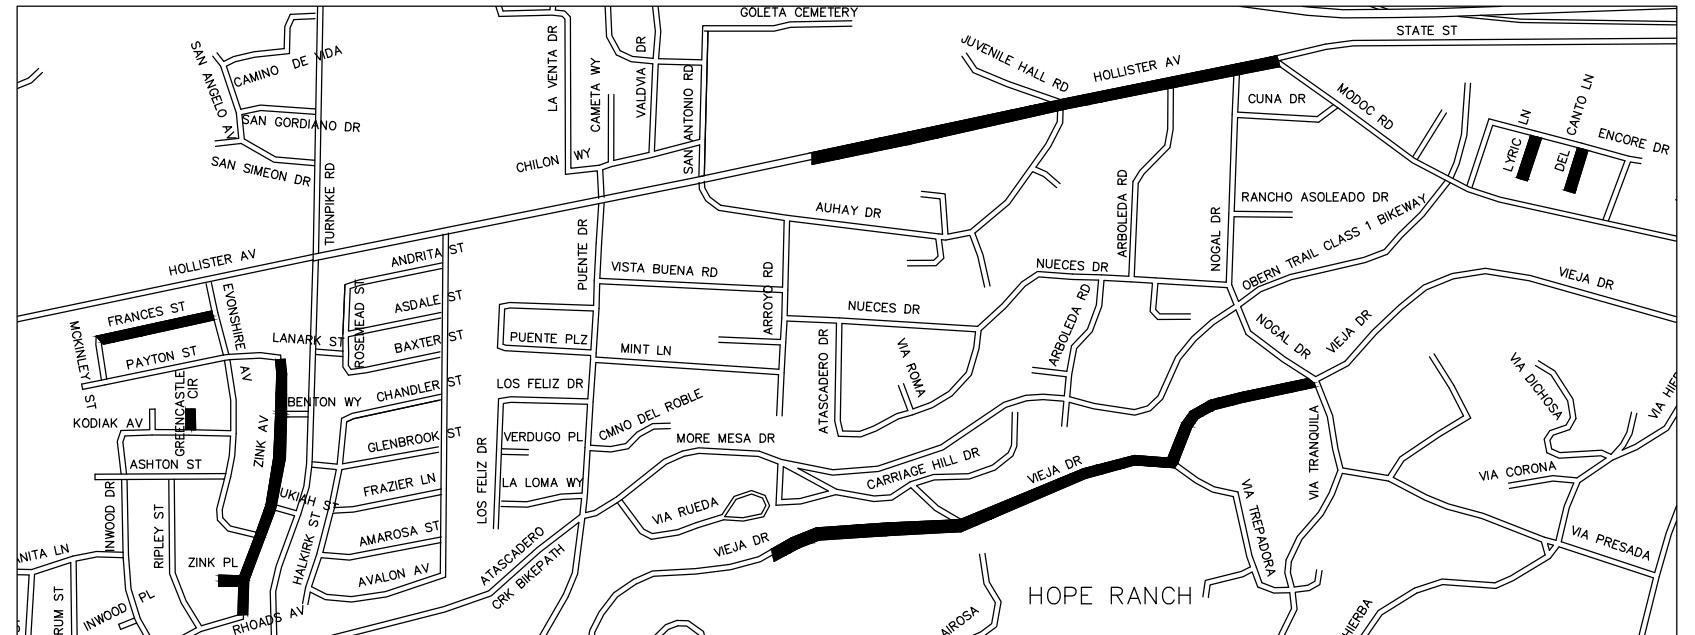 GOLETA CEMETERY
STATE ST
SAN ANGELO AV
CAMINO DE VIDA
LA VENTA DR
CAMETA WY
VALDVIA DR
SAN ANTONIO RD
JUVENILE HALL RD
HOLLISTER AV
CUNA DR
MODOC RD
LYRIC LN
DEL CANTO LN
ENCORE DR
SAN GORDIANO DR
SAN SIMEON DR
CHILON WY
TURNPIKE RD
AUHAY DR
ARBOLEDA RD
NOGAL DR
RANCHO ASOLEADO DR
OBERN TRAIL CLASS 1 BIKEWAY
HOLLISTER AV
ANDRITA ST
PUENTE DR
VISTA BUENA RD
ARROYO RD
NUECES DR
VIEJA DR
FRANCES ST
EVONSHIRE AV
ROSEMEAD ST
ASDALE ST
NUECES DR
ARBOLEDA RD
NOGAL DR
VIEJA DR
MCKINLEY ST
PAYTON ST
LANARK ST
BAXTER ST
PUENTE PLZ
MINT LN
ATASCADERO DR
VIA ROMA
VIA DICHOSA
VIA HIE
GREENCASTLE CIR
BENTON WY
CHANDLER ST
LOS FELIZ DR
CMNO DEL ROBLE
KODIAK AV
ZINK AV
GLENBROOK ST
VERDUGO PL
MORE MESA DR
VIA TRANQUILA
ASHTON ST
FRAZIER LN
LOS FELIZ DR
LA LOMA WY
CARRIAGE HILL DR
VIEJA DR
VIA CORONA
INWOOD DR
RIPLEY ST
UKIAH ST
HALKIRK ST
AMAROSA ST
VIA RUEDA
VIA TREPADORA
VIA PRESADA
ANITA LN
ZINK PL
AVALON AV
ATASCADERO
CRK BIKEPATH
VIEJA DR
HOPE RANCH
RUM ST
INWOOD PL
RHOADS AV
AIROSA
HIERBA